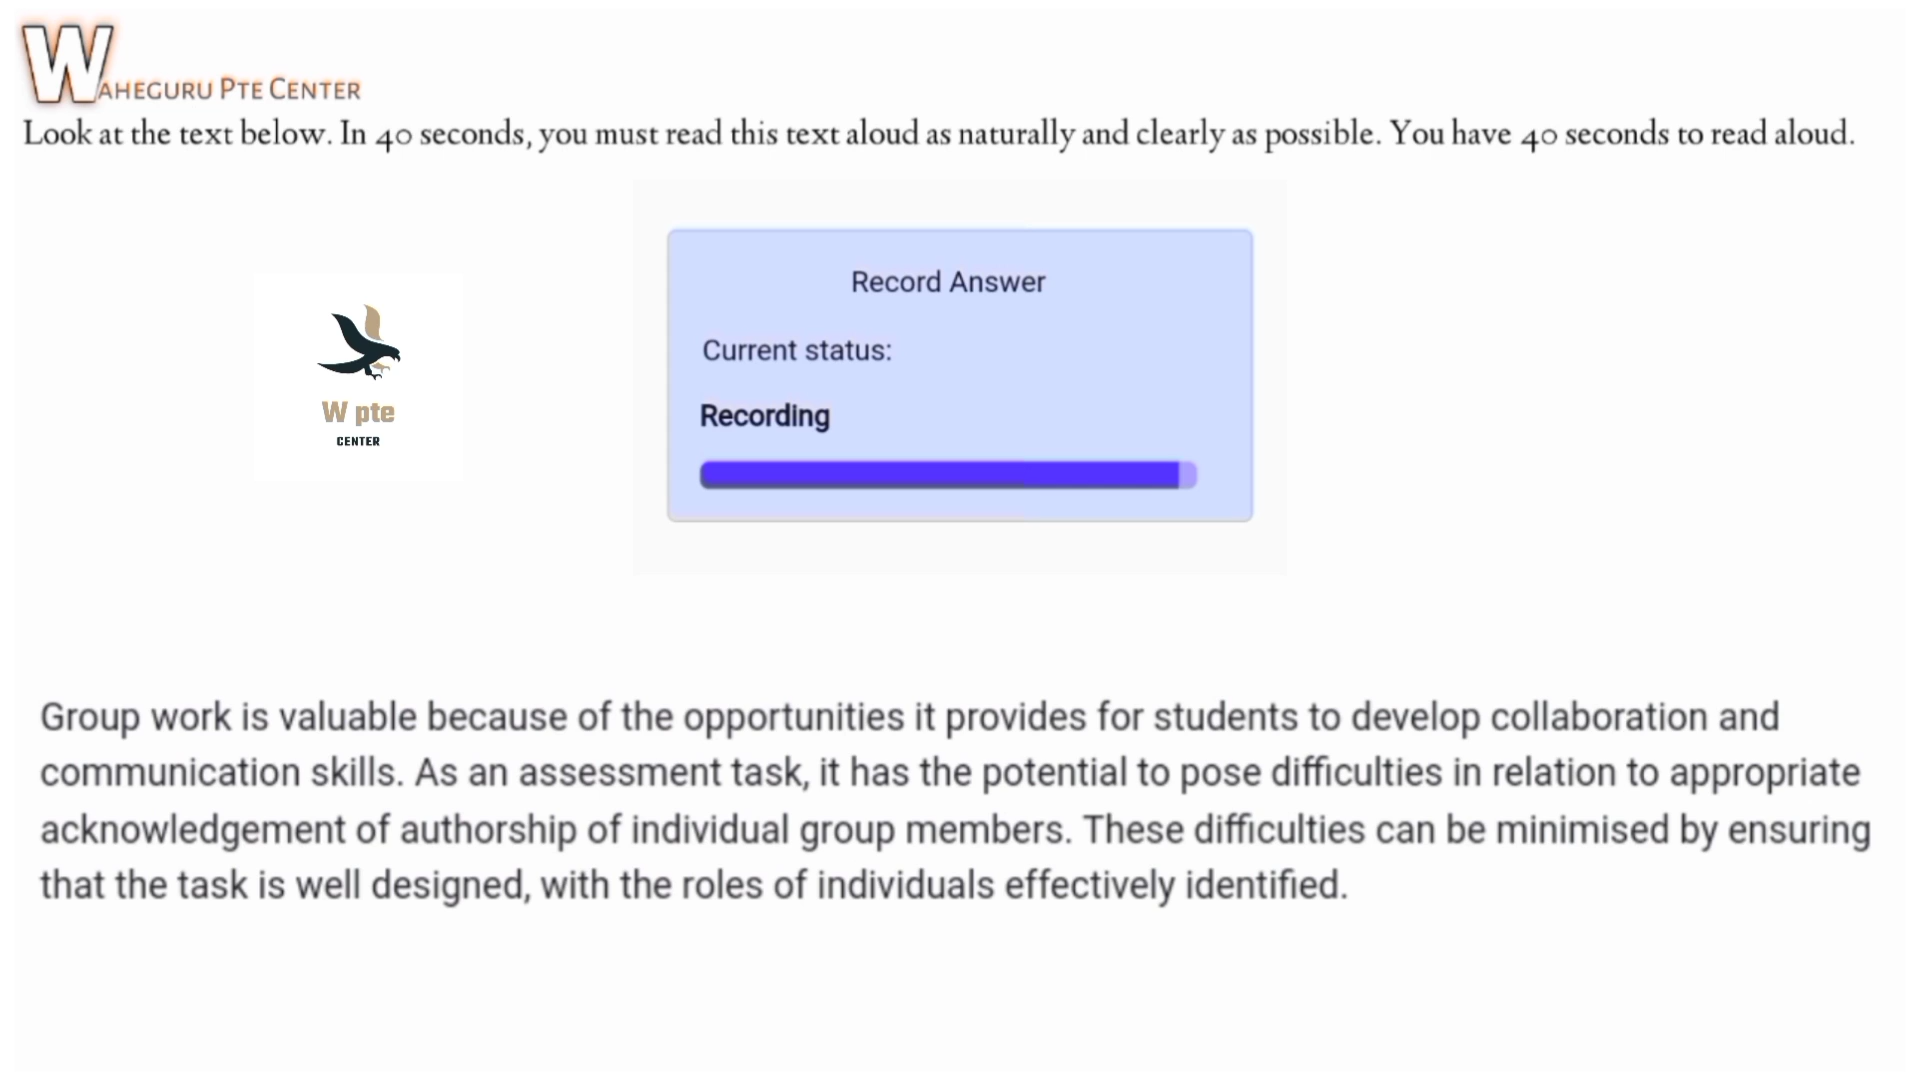 WAHEGURU PTE CENTER
Look at the text below. In 40 seconds, you must read this text aloud as naturally and clearly as possible. You have 40 seconds to read aloud.
Record Answer
Current status:
Recording
W pte
CENTER
Group work is valuable because of the opportunities it provides for students to develop collaboration and
communication skills. As an assessment task, it has the potential to pose difficulties in relation to appropriate
acknowledgement of authorship of individual group members. These difficulties can be minimised by ensuring
that the task is well designed, with the roles of individuals effectively identified.